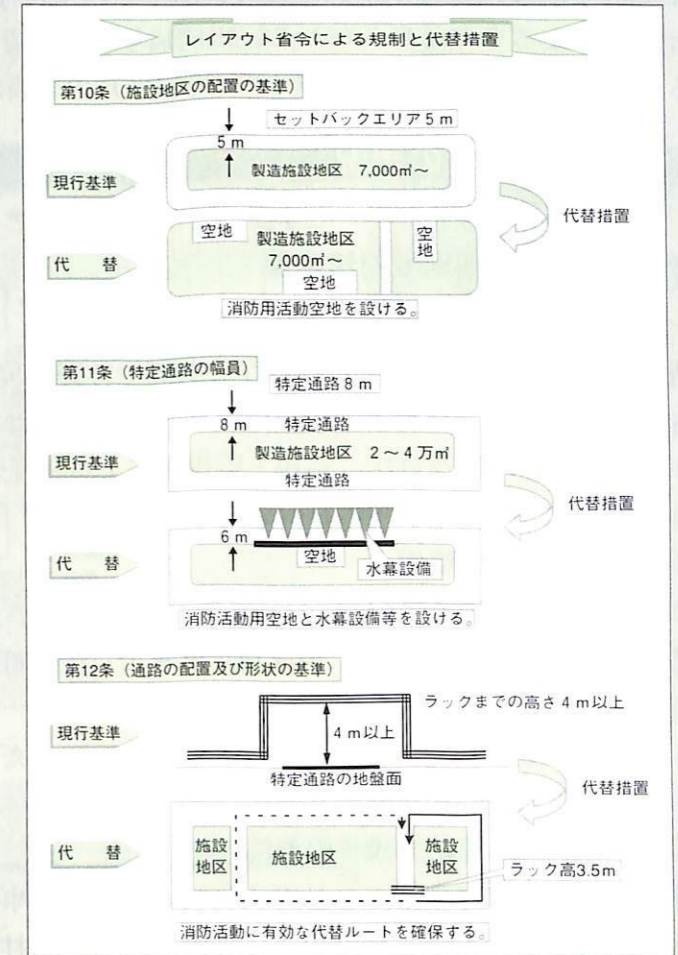 レイアウト省令による規制と代替措置
第10条（施設地区の配置の基準）
セットバックエリア5m
5m
現行基準
製造施設地区 7,000㎡～
代替措置
代 替
空地
製造施設地区
7,000㎡～
空地
空地
消防用活動空地を設ける。
第11条（特定通路の幅員）
特定通路8m
8m
特定通路
現行基準
製造施設地区 2～4万㎡
特定通路
代替措置
6m
代 替
空地
水幕設備
消防活動用空地と水幕設備等を設ける。
第12条（通路の配置及び形状の基準）
ラックまでの高さ4m以上
現行基準
4m以上
特定通路の地盤面
代替措置
代 替
施設
地区
施設地区
施設
地区
ラック高3.5m
消防活動に有効な代替ルートを確保する。